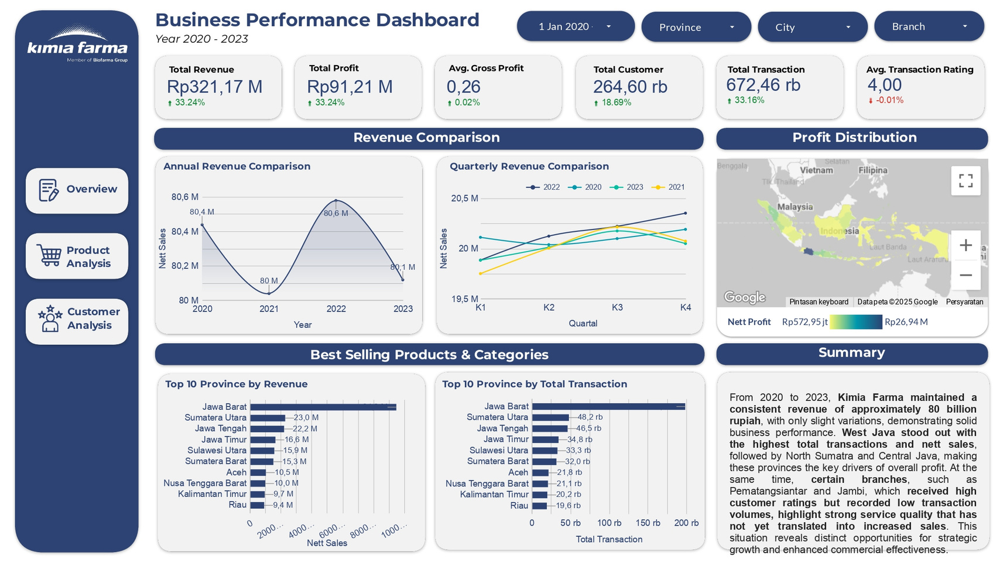 kimia farma
Member of Biofarma Group
Overview
Product
Analysis
Customer
Analysis
Business Performance Dashboard
Year 2020 - 2023
1 Jan 2020
Province
City
Branch
Total Revenue
Rp321,17 M
33.24%
Total Profit
Rp91,21 M
33.24%
Avg. Gross Profit
0,26
0.02%
Total Customer
264,60 rb
18.69%
Total Transaction
672,46 rb
33.16%
Avg. Transaction Rating
4,00
-0.01%
Revenue Comparison
Annual Revenue Comparison
80,6 M
80,4 M
80,2 M
80 M
80,4 M
80 M
80,6 M
80,1 M
Nett Sales
2020 2021 2022 2023
Year
Quarterly Revenue Comparison
2022 2020 2023 2021
20,5 M
20 M
19,5 M
Nett Sales
K1 K2 K3 K4
Quartal
Profit Distribution
Benggala
Selatan
Vietnam
Filipina
Tlk. Thailand
Malaysia
Indonesia
Laut Banda
Laut Arafuru
Google
Pintasan keyboard Data peta ©2025 Google Persyaratan
Nett Profit Rp572,95 jt Rp26,94 M
Best Selling Products & Categories
Top 10 Province by Revenue
Jawa Barat
Sumatera Utara 23,0 M
Jawa Tengah 22,2 M
Jawa Timur 16,6 M
Sulawesi Utara 15,9 M
Sumatera Barat 15,3 M
Aceh 10,5 M
Nusa Tenggara Barat 10,0 M
Kalimantan Timur 9,7 M
Riau 9,4 M
0 2000... 4000... 6000... 8000... 1000...
Nett Sales
Top 10 Province by Total Transaction
Jawa Barat
Sumatera Utara 48,2 rb
Jawa Tengah 46,5 rb
Jawa Timur 34,8 rb
Sulawesi Utara 33,3 rb
Sumatera Barat 32,0 rb
Aceh 21,8 rb
Nusa Tenggara Barat 21,1 rb
Kalimantan Timur 20,2 rb
Riau 19,6 rb
0 50 rb 100 rb 150 rb 200 rb
Total Transaction
Summary
From 2020 to 2023, Kimia Farma maintained a
consistent revenue of approximately 80 billion
rupiah, with only slight variations, demonstrating solid
business performance. West Java stood out with
the highest total transactions and nett sales,
followed by North Sumatra and Central Java, making
these provinces the key drivers of overall profit. At the
same time, certain branches, such as
Pematangsiantar and Jambi, which received high
customer ratings but recorded low transaction
volumes, highlight strong service quality that has
not yet translated into increased sales. This
situation reveals distinct opportunities for strategic
growth and enhanced commercial effectiveness.